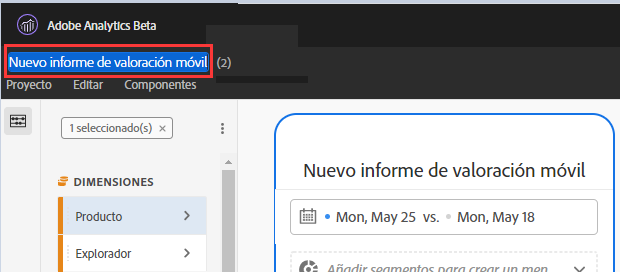 Adobe Analytics Beta
Nuevo informe de valoración móvil (2)
Proyecto Editar Componentes
1 seleccionado(s) ×
Nuevo informe de valoración móvil
DIMENSIONES
Producto
Mon, May 25 vs. Mon, May 18
Explorador
Añadir segmentos para crear un men